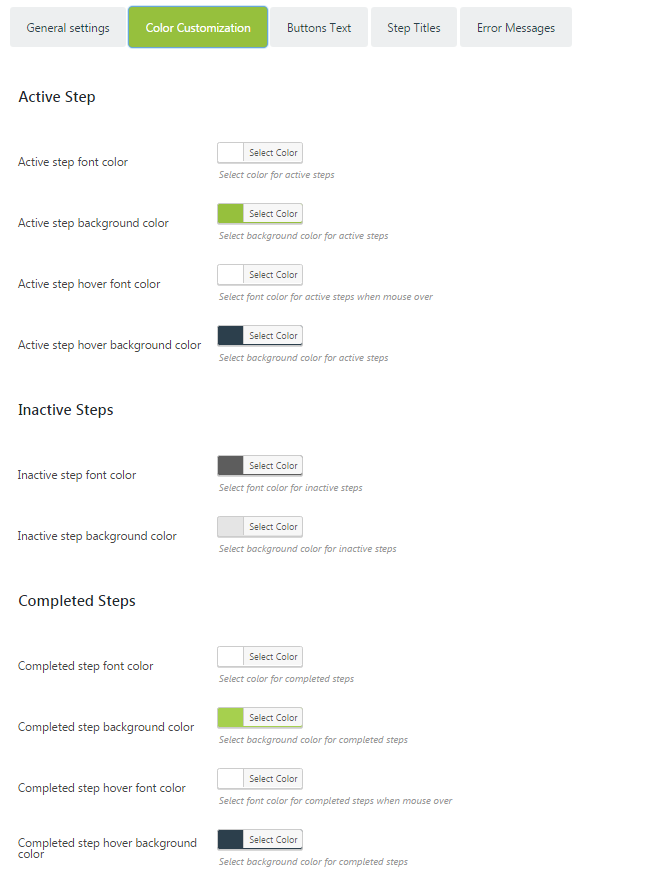 General settings
Color Customization
Buttons Text
Step Titles
Error Messages
Active Step
Active step font color
Select Color
Select color for active steps
Active step background color
Select Color
Select background color for active steps
Active step hover font color
Select Color
Select font color for active steps when mouse over
Active step hover background color
Select Color
Select background color for active steps
Inactive Steps
Inactive step font color
Select Color
Select font color for inactive steps
Inactive step background color
Select Color
Select background color for inactive steps
Completed Steps
Completed step font color
Select Color
Select color for completed steps
Completed step background color
Select Color
Select background color for completed steps
Completed step hover font color
Select Color
Select font color for completed steps when mouse over
Completed step hover background
color
Select Color
Select background color for completed steps